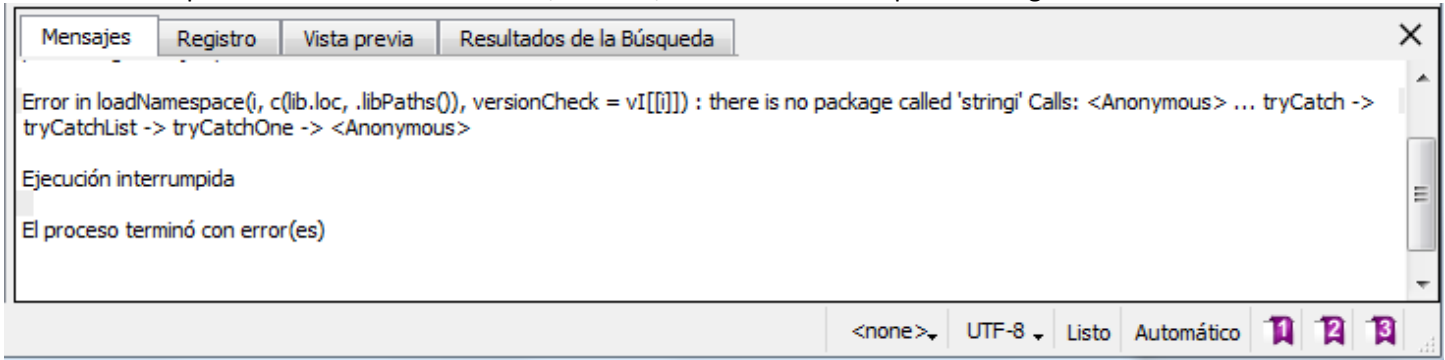 Mensajes Registro Vista previa Resultados de la Búsqueda
Error in loadNamespace(i, c(lib.loc, .libPaths()), versionCheck = vI[[i]]) : there is no package called 'stringi' Calls: <Anonymous> ... tryCatch ->
tryCatchList -> tryCatchOne -> <Anonymous>
Ejecución interrumpida
El proceso terminó con error(es)
<none> UTF-8 Listo Automático 1 2 3